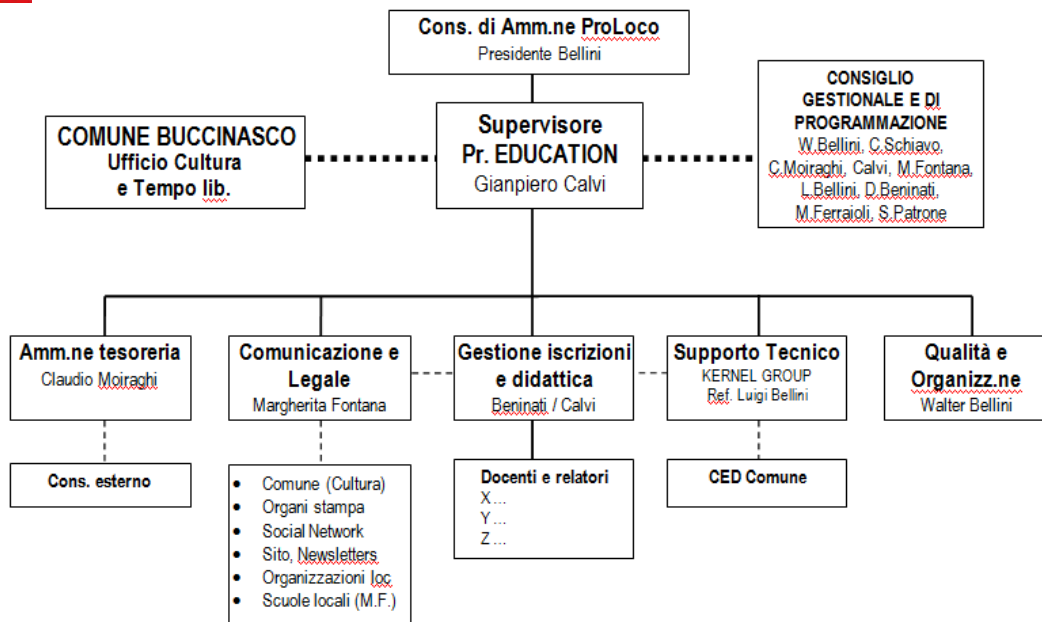 Cons. di Amm.ne ProLoco
Presidente Bellini
COMUNE BUCCINASCO
Ufficio Cultura
e Tempo lib.
Supervisore
Pr. EDUCATION
Gianpiero Calvi
CONSIGLIO
GESTIONALE E DI
PROGRAMMAZIONE
W.Bellini, C.Schiavo,
C.Moiraghi, Calvi, M.Fontana,
L.Bellini, D.Beninati,
M.Ferraioli, S.Patrone
Amm.ne tesoreria
Claudio Moiraghi
Comunicazione e
Legale
Margherita Fontana
Gestione iscrizioni
e didattica
Beninati / Calvi
Supporto Tecnico
KERNEL GROUP
Ref. Luigi Bellini
Qualità e
Organizz.ne
Walter Bellini
Cons. esterno
• Comune (Cultura)
• Organi stampa
• Social Network
• Sito, Newsletters
• Organizzazioni loc
• Scuole locali (M.F.)
Docenti e relatori
X ...
Y ...
Z ...
CED Comune